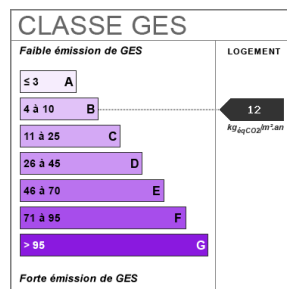 CLASSE GES
Faible émission de GES
LOGEMENT
≤ 3 A
4 à 10 B
12
kgéqCO2/m².an
11 à 25 C
26 à 45 D
46 à 70 E
71 à 95 F
> 95 G
Forte émission de GES